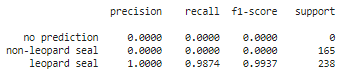 precision recall f1-score support
no prediction 0.0000 0.0000 0.0000 0
non-leopard seal 0.0000 0.0000 0.0000 165
leopard seal 1.0000 0.9874 0.9937 238